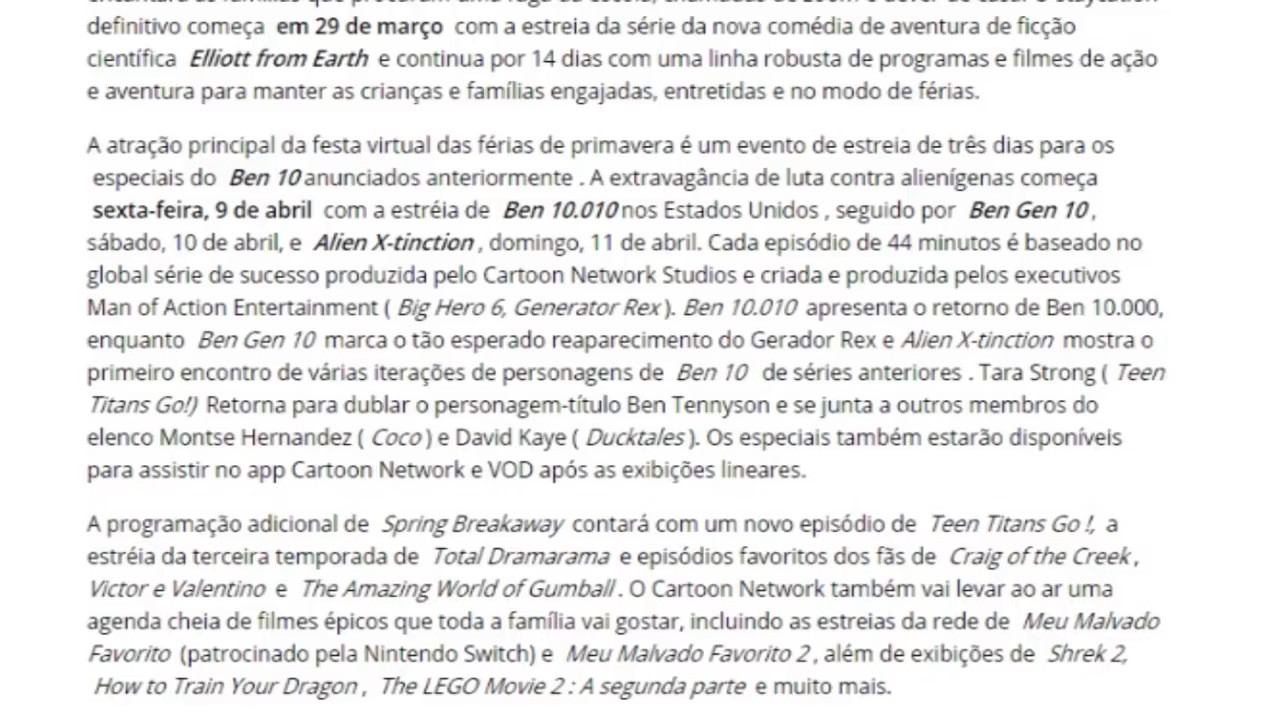 definitivo começa em 29 de março com a estreia da série da nova comédia de aventura de ficção
científica Elliott from Earth e continua por 14 dias com uma linha robusta de programas e filmes de ação
e aventura para manter as crianças e famílias engajadas, entretidas e no modo de férias.
A atração principal da festa virtual das férias de primavera é um evento de estreia de três dias para os
especiais do Ben 10 anunciados anteriormente . A extravagância de luta contra alienígenas começa
sexta-feira, 9 de abril com a estréia de Ben 10.010 nos Estados Unidos , seguido por Ben Gen 10 ,
sábado, 10 de abril, e Alien X-tinction , domingo, 11 de abril. Cada episódio de 44 minutos é baseado no
global série de sucesso produzida pelo Cartoon Network Studios e criada e produzida pelos executivos
Man of Action Entertainment ( Big Hero 6, Generator Rex ). Ben 10.010 apresenta o retorno de Ben 10.000,
enquanto Ben Gen 10 marca o tão esperado reaparecimento do Gerador Rex e Alien X-tinction mostra o
primeiro encontro de várias iterações de personagens de Ben 10 de séries anteriores . Tara Strong ( Teen
Titans Go!) Retorna para dublar o personagem-título Ben Tennyson e se junta a outros membros do
elenco Montse Hernandez ( Coco ) e David Kaye ( Ducktales ). Os especiais também estarão disponíveis
para assistir no app Cartoon Network e VOD após as exibições lineares.
A programação adicional de Spring Breakaway contará com um novo episódio de Teen Titans Go !, a
estréia da terceira temporada de Total Dramarama e episódios favoritos dos fãs de Craig of the Creek ,
Victor e Valentino e The Amazing World of Gumball . O Cartoon Network também vai levar ao ar uma
agenda cheia de filmes épicos que toda a família vai gostar, incluindo as estreias da rede de Meu Malvado
Favorito (patrocinado pela Nintendo Switch) e Meu Malvado Favorito 2 , além de exibições de Shrek 2,
How to Train Your Dragon , The LEGO Movie 2 : A segunda parte e muito mais.